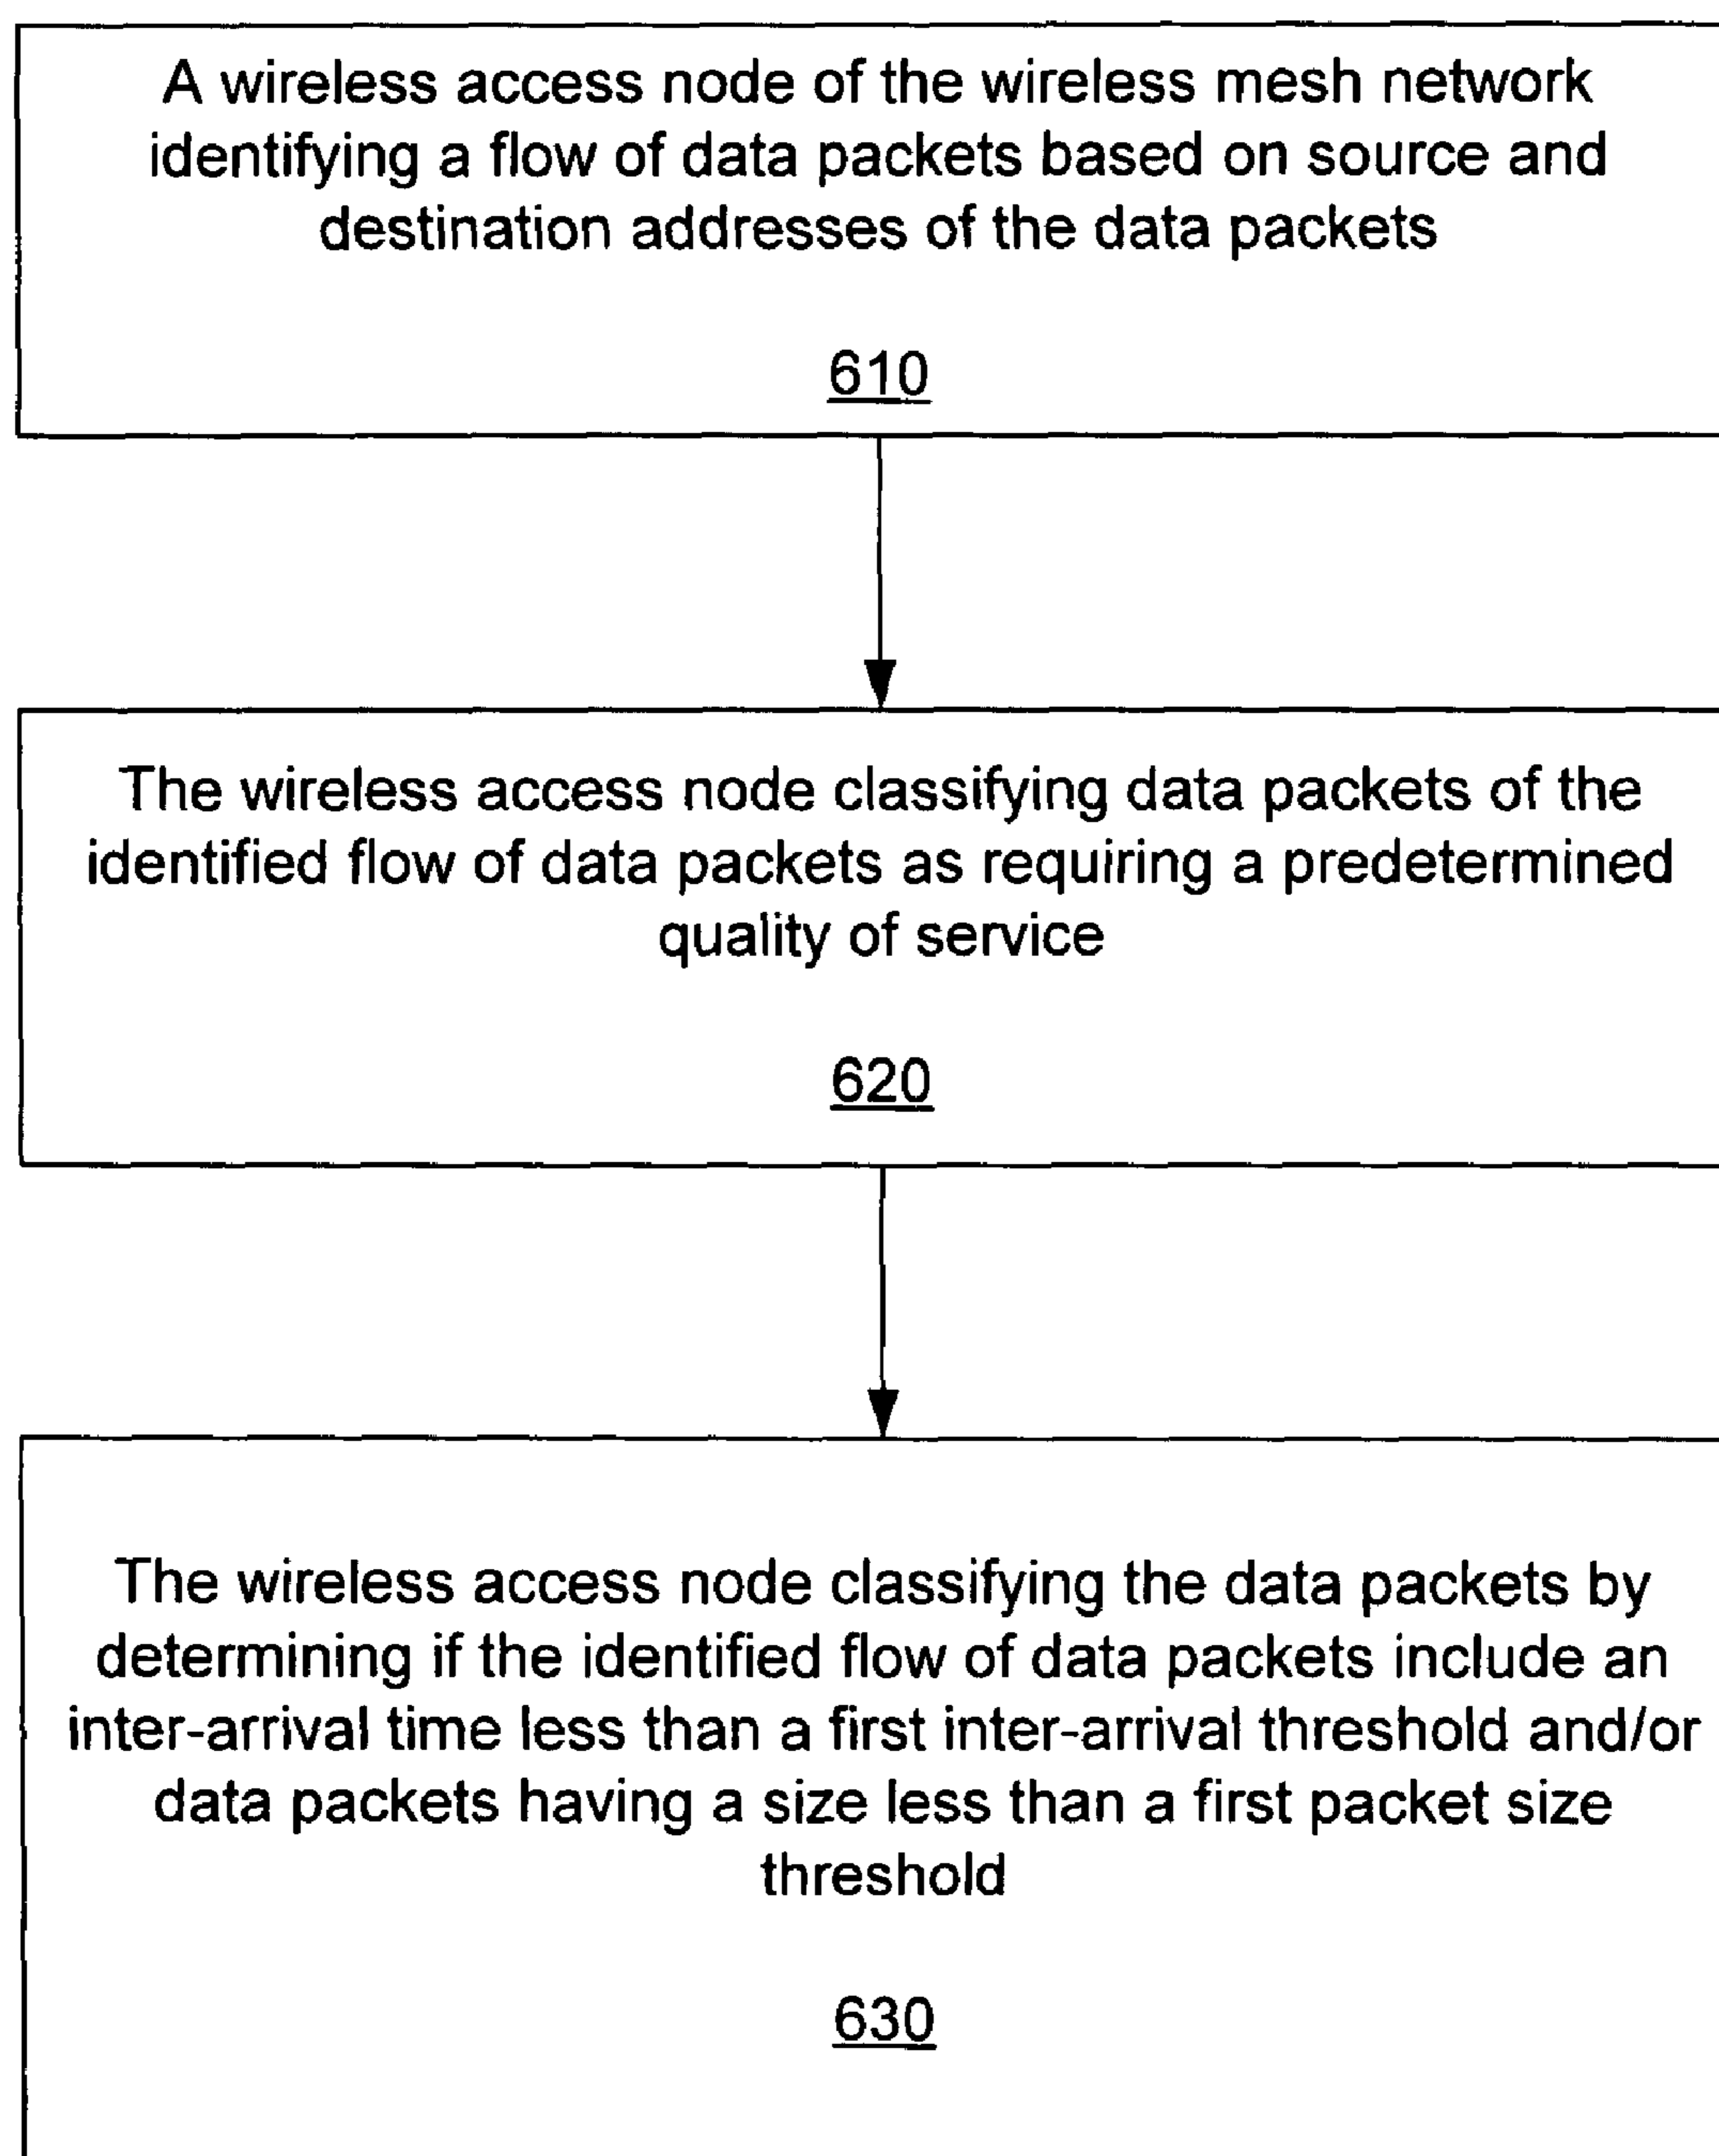 A wireless access node of the wireless mesh network
identifying a flow of data packets based on source and
destination addresses of the data packets
610
The wireless access node classifying data packets of the
identified flow of data packets as requiring a predetermined
quality of service
620
The wireless access node classifying the data packets by
determining if the identified flow of data packets include an
inter-arrival time less than a first inter-arrival threshold and/or
data packets having a size less than a first packet size
threshold
630